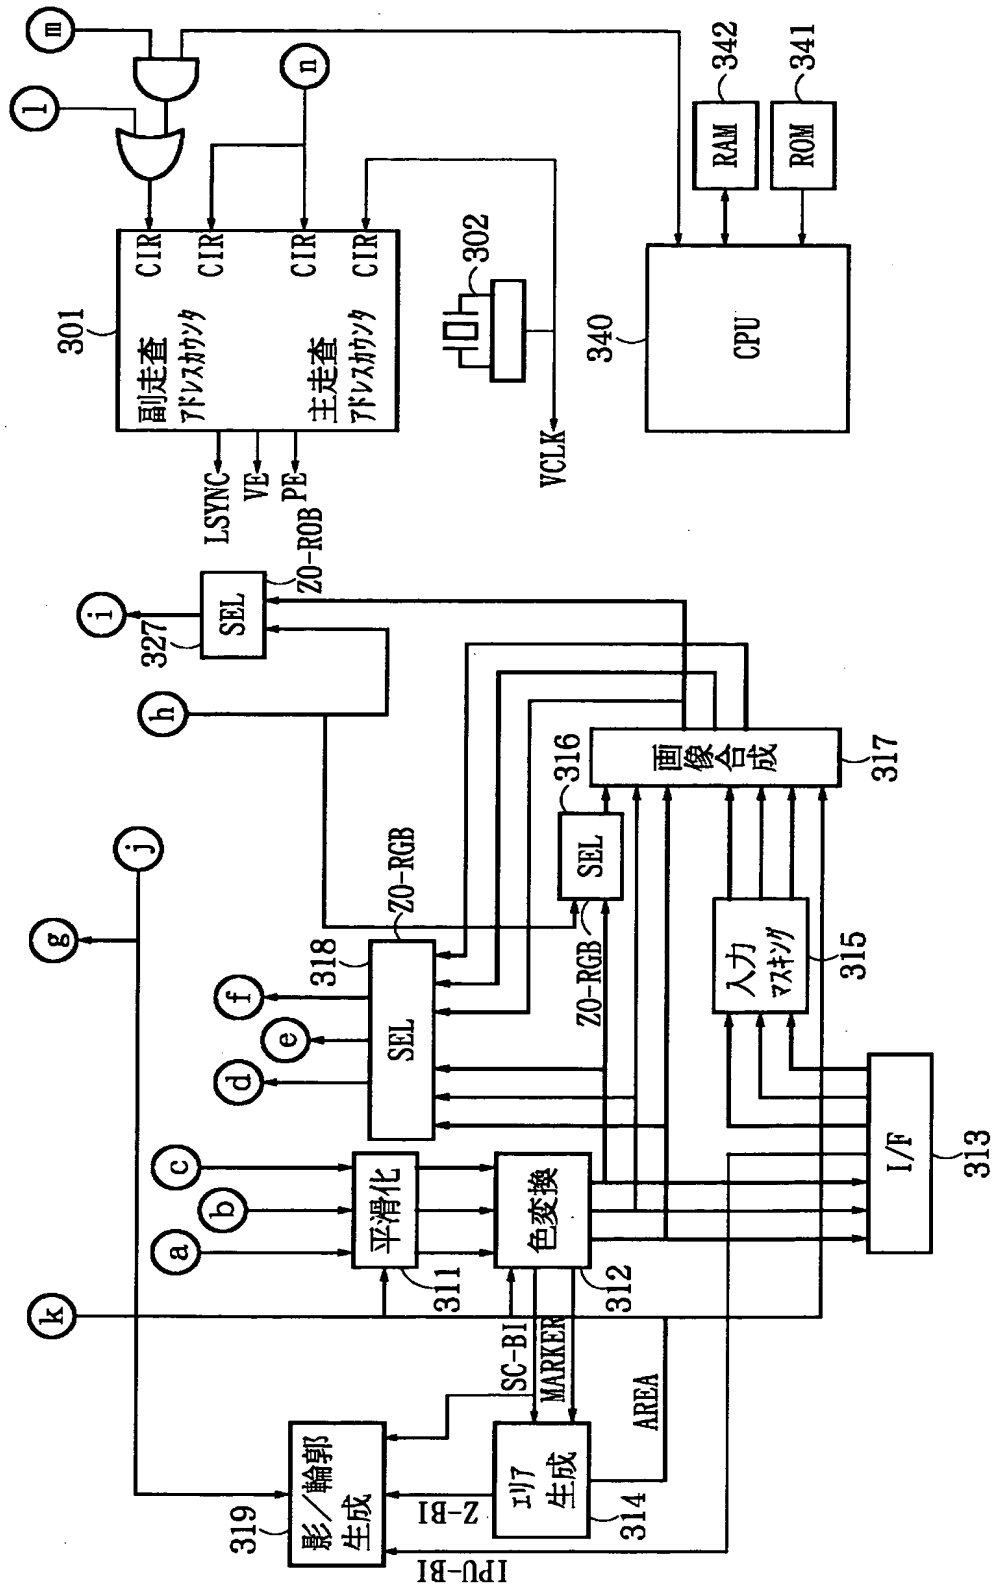 k
a
b
c
d
e
f
g
j
h
i
l
m
n
319
影/輪郭
生成
Z-BI
IPU-BI
SC-BI
MARKER
エリア
生成
314
AREA
平滑化
311
色変換
312
SEL
318
ZO-RGB
I/F
313
入力
マスキング
315
SEL
316
ZO-RGB
画像合成
317
SEL
327
ZO-ROB
LSYNC
VE
PE
301
副走査
アドレスカウンタ
主走査
アドレスカウンタ
CIR
CIR
CIR
CIR
302
VCLK
340
CPU
RAM
342
ROM
341